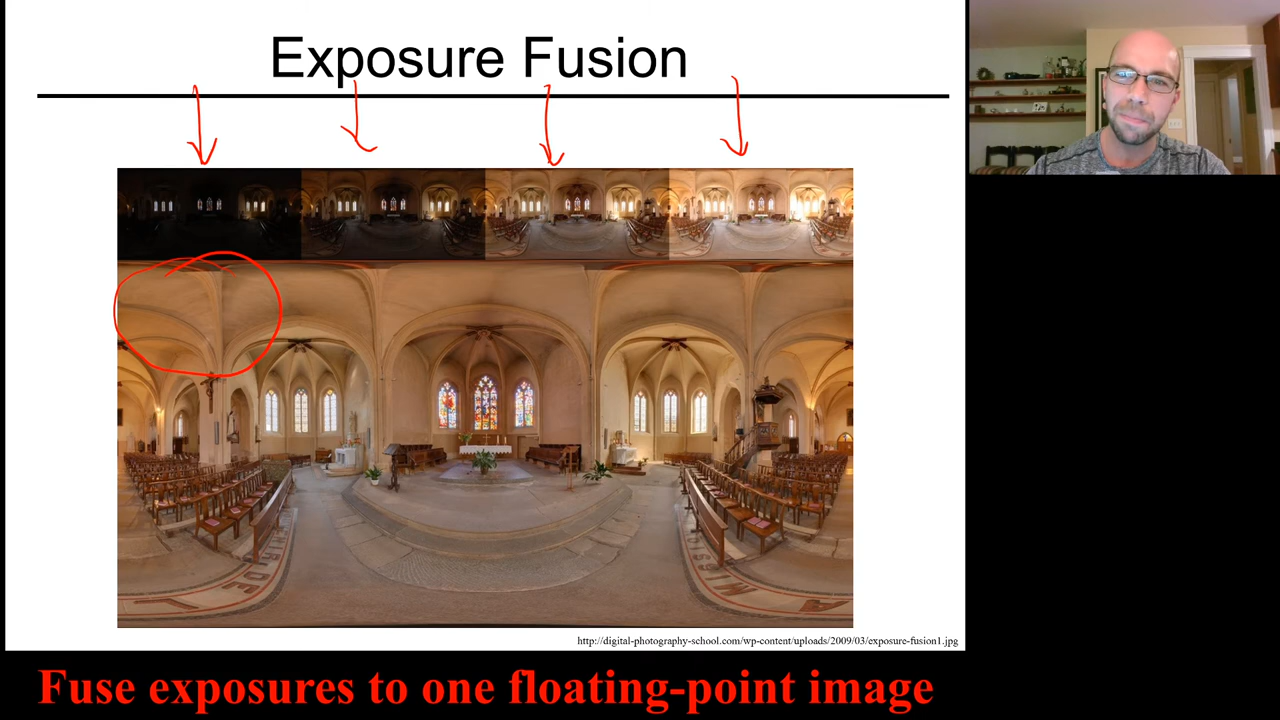 Exposure Fusion
http://digital-photography-school.com/wp-content/uploads/2009/03/exposure-fusion1.jpg
Fuse exposures to one floating-point image